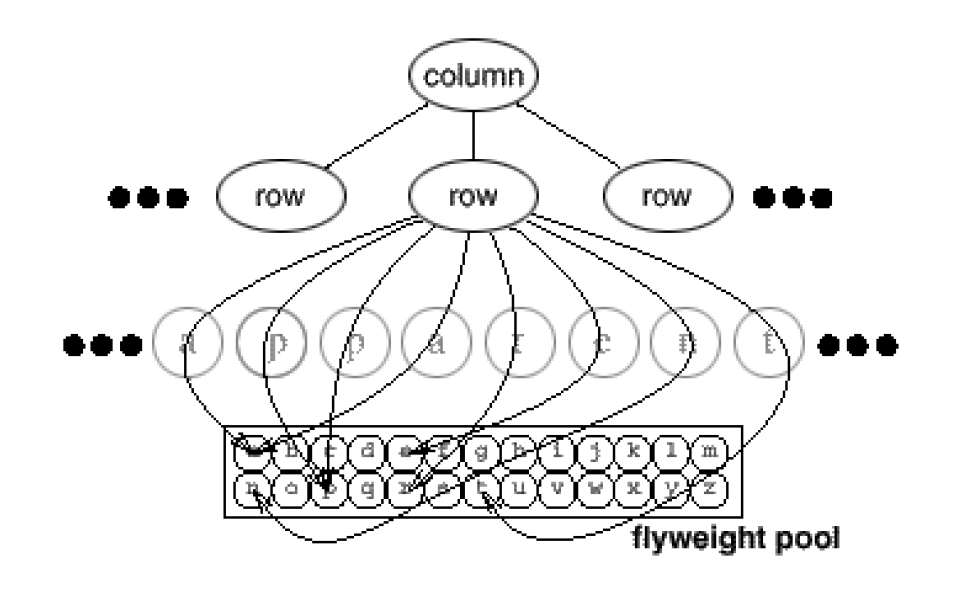 column
row row row
a p p a r e n t
a b c d e f g h i j k l m
n o p q r s t u v w x y z
flyweight pool